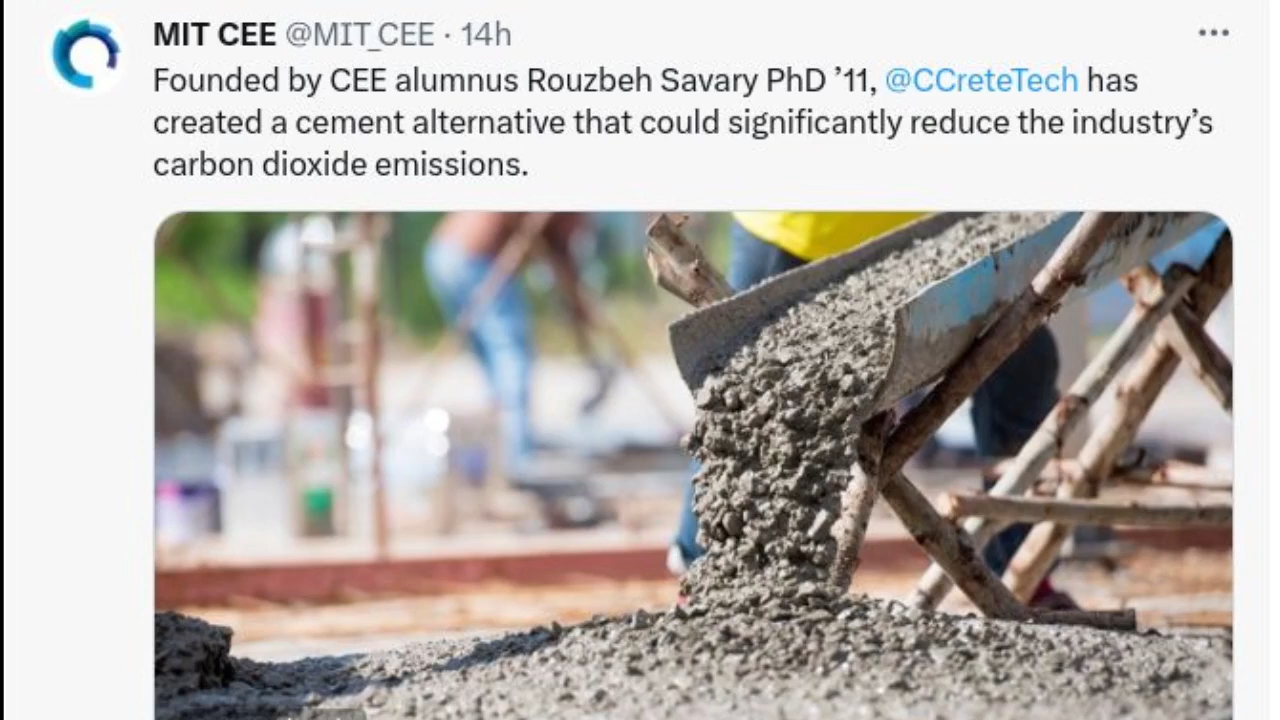 MIT CEE @MIT_CEE · 14h
Founded by CEE alumnus Rouzbeh Savary PhD ’11, @CCreteTech has
created a cement alternative that could significantly reduce the industry’s
carbon dioxide emissions.